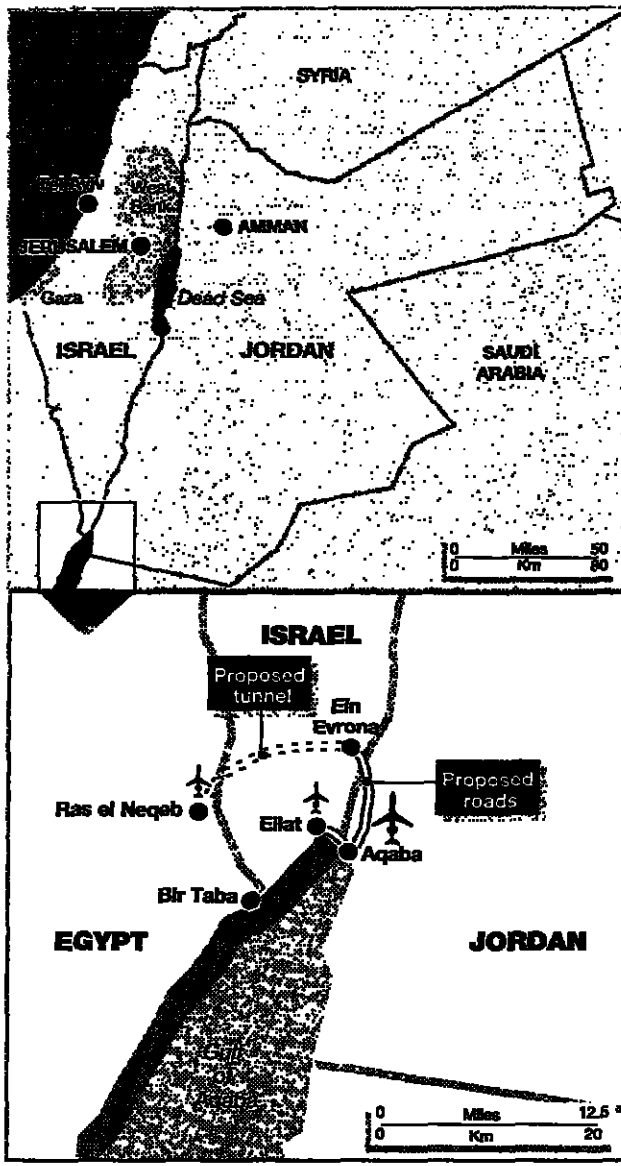 SYRIA
West
Bank
AMMAN
JERUSALEM
Gaza
Dead Sea
ISRAEL
JORDAN
SAUDI
ARABIA
0 Miles 50
0 Km 80
ISRAEL
Proposed
tunnel
Ein
Evrona
Ras el Neqeb
Proposed
roads
Eilat
Aqaba
Bir Taba
EGYPT
JORDAN
Gulf
of
Aqaba
0 Miles 12.5
0 Km 20